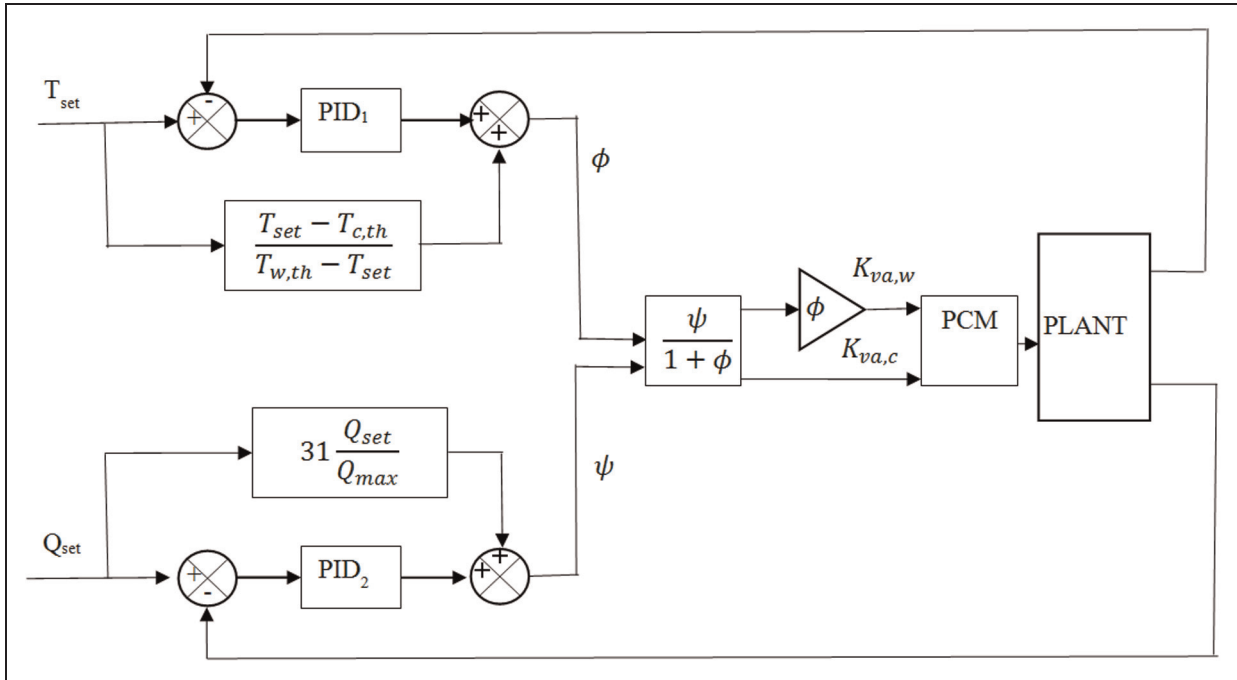 -
T_set
+
PID₁
+
+
ϕ
(T_set − T_c,th) / (T_w,th − T_set)
K_va,w
ψ / (1 + ϕ)
ϕ
PCM
PLANT
K_va,c
31 Q_set / Q_max
ψ
Q_set
+
-
PID₂
+
+